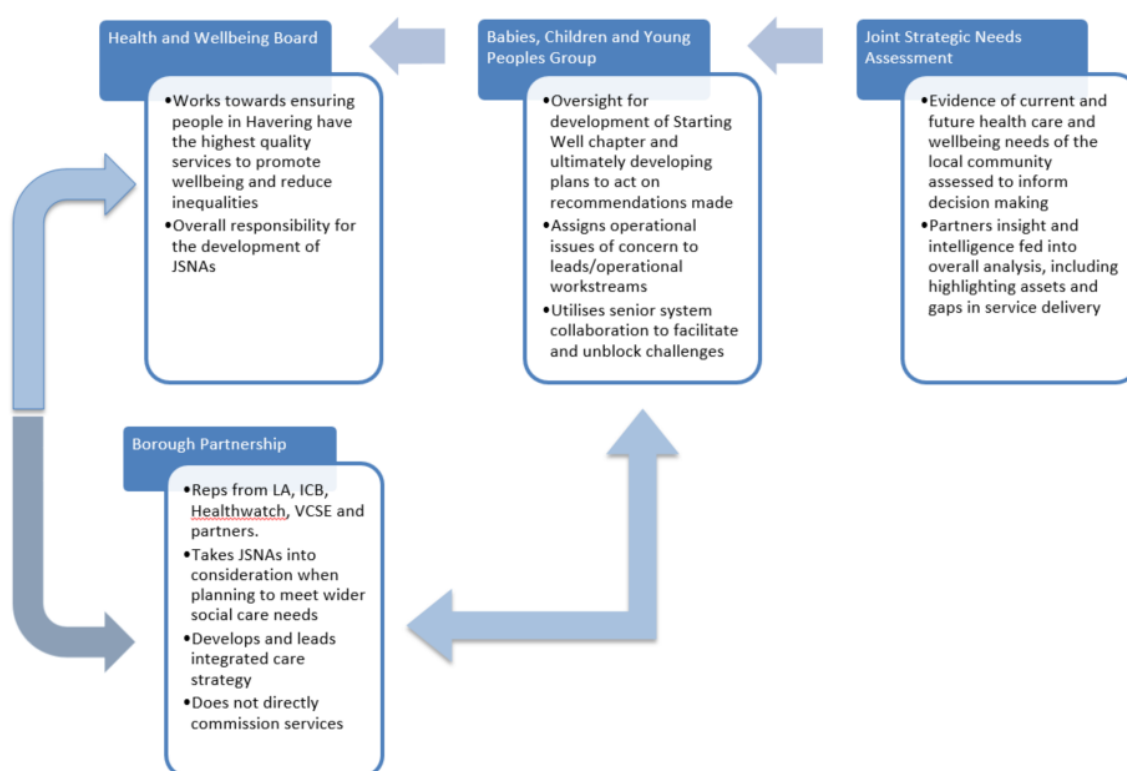 Health and Wellbeing Board
•Works towards ensuring
people in Havering have
the highest quality
services to promote
wellbeing and reduce
inequalities
•Overall responsibility for
the development of
JSNAs
Babies, Children and Young
Peoples Group
•Oversight for
development of Starting
Well chapter and
ultimately developing
plans to act on
recommendations made
•Assigns operational
issues of concern to
leads/operational
workstreams
•Utilises senior system
collaboration to facilitate
and unblock challenges
Joint Strategic Needs
Assessment
•Evidence of current and
future health care and
wellbeing needs of the
local community
assessed to inform
decision making
•Partners insight and
intelligence fed into
overall analysis, including
highlighting assets and
gaps in service delivery
Borough Partnership
•Reps from LA, ICB,
Healthwatch, VCSE and
partners.
•Takes JSNAs into
consideration when
planning to meet wider
social care needs
•Develops and leads
integrated care
strategy
•Does not directly
commission services